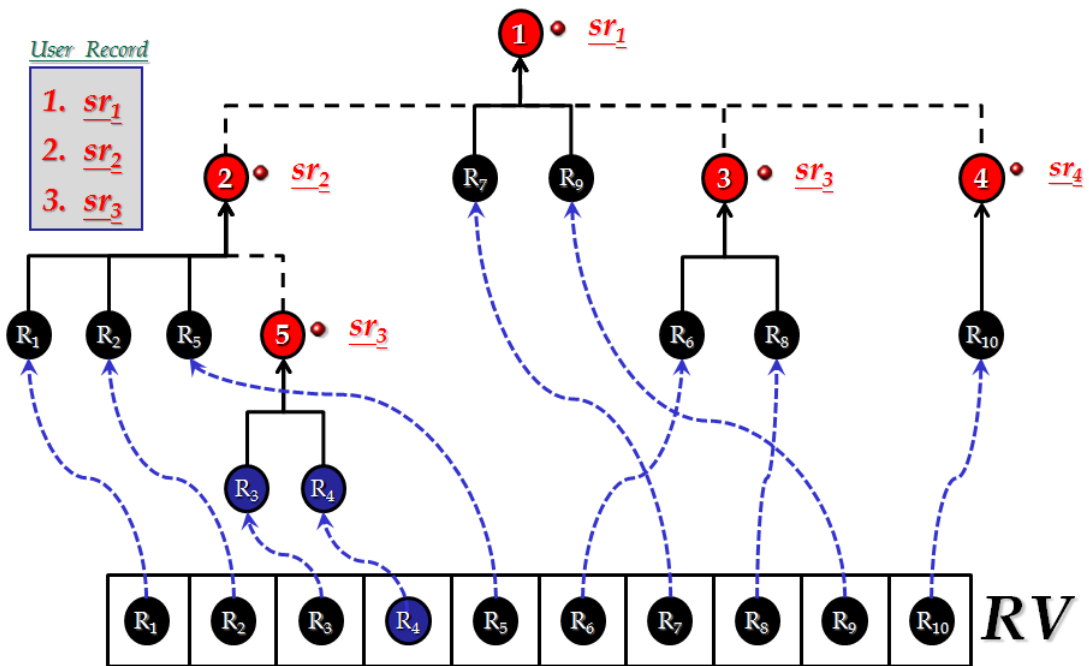 1 sr1
User Record
1. sr1
2. sr2
3. sr3
2 sr2 R7 R9 3 sr3 4 sr4
R1 R2 R5 5 sr3 R6 R8 R10
R3 R4
R1 R2 R3 R4 R5 R6 R7 R8 R9 R10 RV